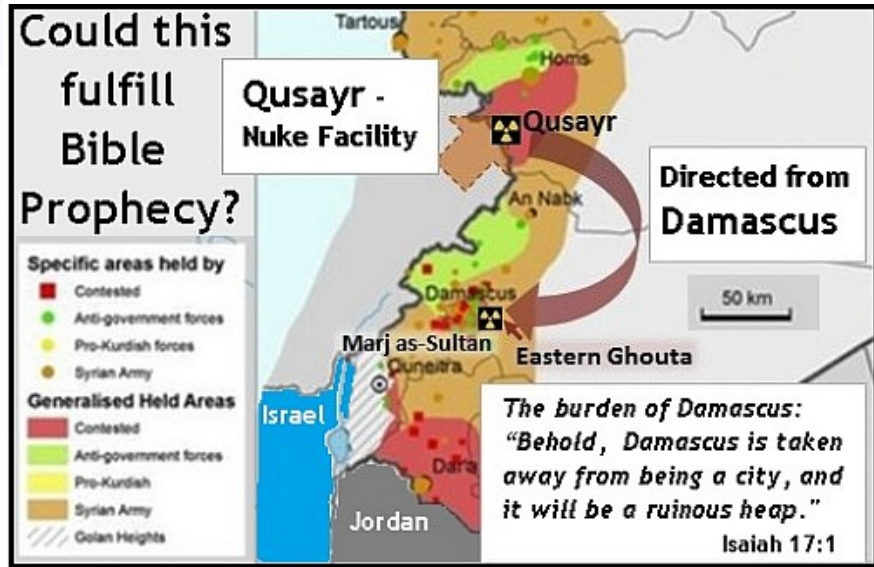 Could this
fulfill
Bible
Prophecy?
Specific areas held by
Contested
Anti-government forces
Pro-Kurdish forces
Syrian Army
Generalised Held Areas
Contested
Anti-government forces
Pro-Kurdish
Syrian Army
Golan Heights
Tartous
Homs
Qusayr -
Nuke Facility
Qusayr
An Nabk
Directed from
Damascus
Damascus
50 km
Marj as-Sultan
Eastern Ghouta
Quneitra
Israel
Dara
Jordan
The burden of Damascus:
“Behold, Damascus is taken
away from being a city, and
it will be a ruinous heap.”
Isaiah 17:1